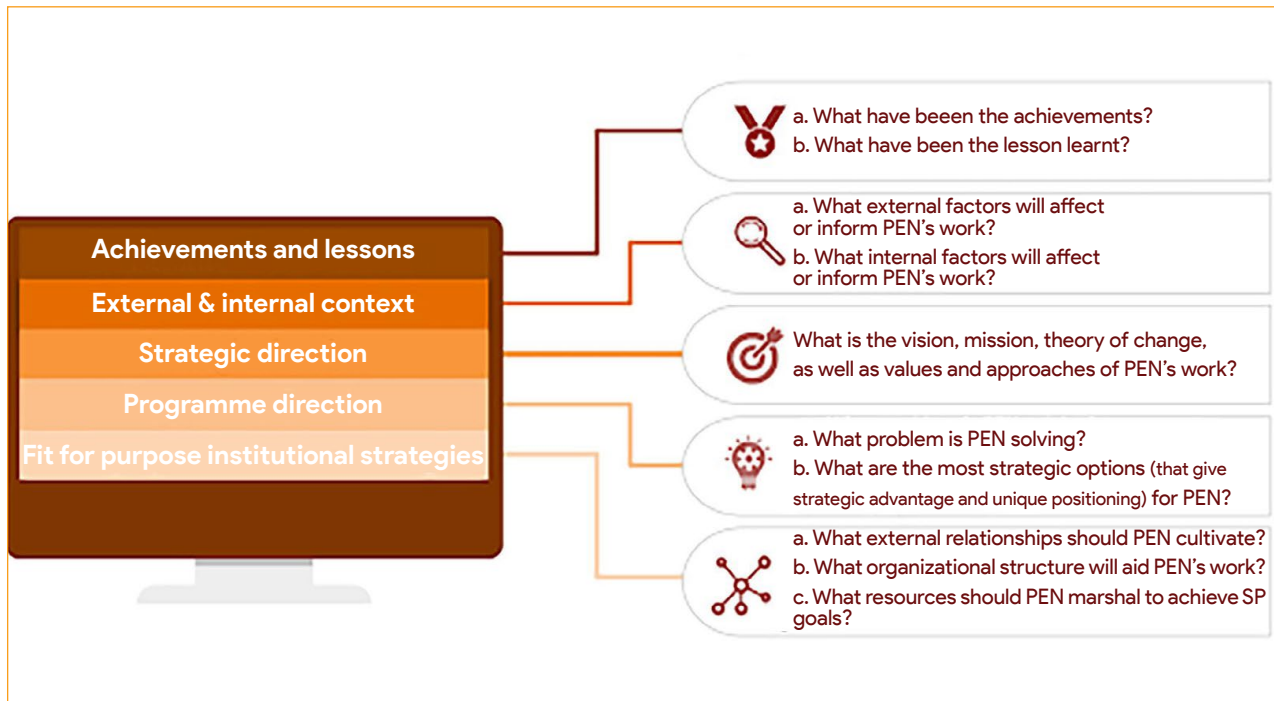 Achievements and lessons
External & internal context
Strategic direction
Programme direction
Fit for purpose institutional strategies
a. What have beeen the achievements?
b. What have been the lesson learnt?
a. What external factors will affect
or inform PEN's work?
b. What internal factors will affect
or inform PEN's work?
What is the vision, mission, theory of change,
as well as values and approaches of PEN's work?
a. What problem is PEN solving?
b. What are the most strategic options (that give
strategic advantage and unique positioning) for PEN?
a. What external relationships should PEN cultivate?
b. What organizational structure will aid PEN's work?
c. What resources should PEN marshal to achieve SP
goals?